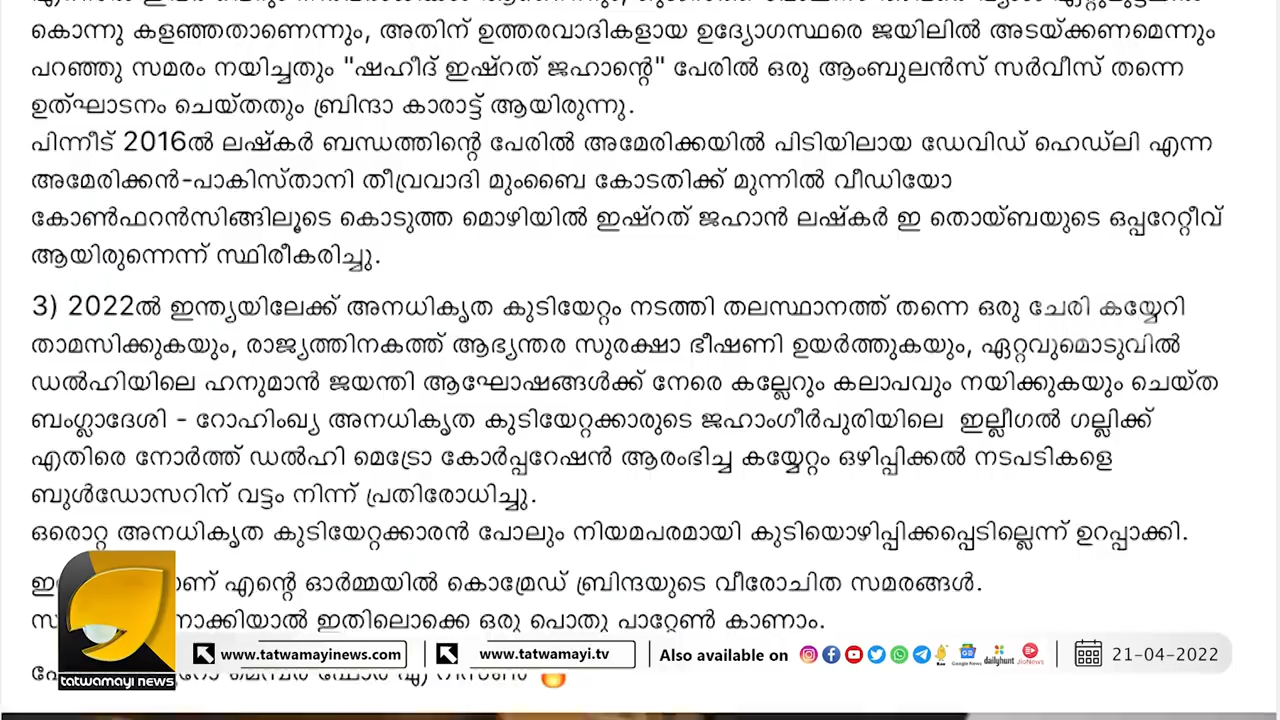 കൊന്നു കളഞ്ഞതാണെന്നും, അതിന് ഉത്തരവാദികളായ ഉദ്യോഗസ്ഥരെ ജയിലിൽ അടയ്ക്കണമെന്നും
പറഞ്ഞു സമരം നയിച്ചതും "ഷഹീദ് ഇഷ്റത് ജഹാന്റെ" പേരിൽ ഒരു ആംബുലൻസ് സർവീസ് തന്നെ
ഉത്ഘാടനം ചെയ്തതും ബ്രിന്ദാ കാരാട്ട് ആയിരുന്നു.
പിന്നീട് 2016ൽ ലഷ്കർ ബന്ധത്തിന്റെ പേരിൽ അമേരിക്കയിൽ പിടിയിലായ ഡേവിഡ് ഹെഡ്ലി എന്ന
അമേരിക്കൻ-പാകിസ്താനി തീവ്രവാദി മുംബൈ കോടതിക്ക് മുന്നിൽ വീഡിയോ
കോൺഫറൻസിങ്ങിലൂടെ കൊടുത്ത മൊഴിയിൽ ഇഷ്റത് ജഹാൻ ലഷ്കർ ഇ തൊയ്ബയുടെ ഒപ്പറേറ്റീവ്
ആയിരുന്നെന്ന് സ്ഥിരീകരിച്ചു.
3) 2022ൽ ഇന്ത്യയിലേക്ക് അനധികൃത കുടിയേറ്റം നടത്തി തലസ്ഥാനത്ത് തന്നെ ഒരു ചേരി കയ്യേറി
താമസിക്കുകയും, രാജ്യത്തിനകത്ത് ആഭ്യന്തര സുരക്ഷാ ഭീഷണി ഉയർത്തുകയും, ഏറ്റവുമൊടുവിൽ
ഡൽഹിയിലെ ഹനുമാൻ ജയന്തി ആഘോഷങ്ങൾക്ക് നേരെ കല്ലേറും കലാപവും നയിക്കുകയും ചെയ്ത
ബംഗ്ലാദേശി - റോഹിംഖ്യ അനധികൃത കുടിയേറ്റക്കാരുടെ ജഹാംഗീർപുരിയിലെ ഇല്ലീഗൽ ഗല്ലിക്ക്
എതിരെ നോർത്ത് ഡൽഹി മെട്രോ കോർപ്പറേഷൻ ആരംഭിച്ച കയ്യേറ്റം ഒഴിപ്പിക്കൽ നടപടികളെ
ബുൾഡോസറിന് വട്ടം നിന്ന് പ്രതിരോധിച്ചു.
ഒരൊറ്റ അനധികൃത കുടിയേറ്റക്കാരൻ പോലും നിയമപരമായി കുടിയൊഴിപ്പിക്കപ്പെടില്ലെന്ന് ഉറപ്പാക്കി.
എന്റെ ഓർമ്മയിൽ കൊമ്രേഡ് ബ്രിന്ദയുടെ വീരോചിത സമരങ്ങൾ.
ഇതിലൊക്കെ ഒരു പൊതു പാറ്റേൺ കാണാം.
tatwamayi news
www.tatwamayinews.com
www.tatwamayi.tv
Also available on
Koo
Google News
dailyhunt
JioNews
21-04-2022